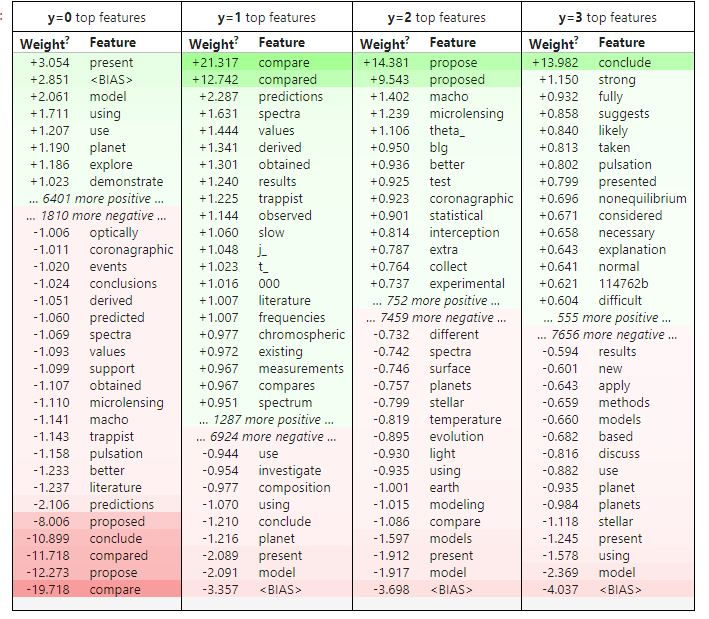 y=0 top features
Weight? Feature
+3.054 present
+2.851 <BIAS>
+2.061 model
+1.711 using
+1.207 use
+1.190 planet
+1.186 explore
+1.023 demonstrate
... 6401 more positive ...
... 1810 more negative ...
-1.006 optically
-1.011 coronagraphic
-1.020 events
-1.024 conclusions
-1.051 derived
-1.060 predicted
-1.069 spectra
-1.093 values
-1.099 support
-1.107 obtained
-1.110 microlensing
-1.141 macho
-1.143 trappist
-1.158 pulsation
-1.233 better
-1.237 literature
-2.106 predictions
-8.006 proposed
-10.899 conclude
-11.718 compared
-12.273 propose
-19.718 compare
y=1 top features
Weight? Feature
+21.317 compare
+12.742 compared
+2.287 predictions
+1.631 spectra
+1.444 values
+1.341 derived
+1.301 obtained
+1.240 results
+1.225 trappist
+1.144 observed
+1.060 slow
+1.048 j_
+1.023 t_
+1.016 000
+1.007 literature
+1.007 frequencies
+0.977 chromospheric
+0.972 existing
+0.967 measurements
+0.967 compares
+0.951 spectrum
... 1287 more positive ...
... 6924 more negative ...
-0.944 use
-0.954 investigate
-0.977 composition
-1.070 using
-1.210 conclude
-1.216 planet
-2.089 present
-2.091 model
-3.357 <BIAS>
y=2 top features
Weight? Feature
+14.381 propose
+9.543 proposed
+1.402 macho
+1.239 microlensing
+1.106 theta_
+0.950 blg
+0.936 better
+0.925 test
+0.923 coronagraphic
+0.901 statistical
+0.814 interception
+0.787 extra
+0.764 collect
+0.737 experimental
... 752 more positive ...
... 7459 more negative ...
-0.732 different
-0.742 spectra
-0.746 surface
-0.757 planets
-0.799 stellar
-0.819 temperature
-0.895 evolution
-0.930 light
-0.935 using
-1.001 earth
-1.015 modeling
-1.086 compare
-1.597 models
-1.912 present
-1.917 model
-3.698 <BIAS>
y=3 top features
Weight? Feature
+13.982 conclude
+1.150 strong
+0.932 fully
+0.858 suggests
+0.840 likely
+0.813 taken
+0.802 pulsation
+0.799 presented
+0.696 nonequilibrium
+0.671 considered
+0.658 necessary
+0.643 explanation
+0.641 normal
+0.621 114762b
+0.604 difficult
... 555 more positive ...
... 7656 more negative ...
-0.594 results
-0.601 new
-0.643 apply
-0.659 methods
-0.660 models
-0.682 based
-0.816 discuss
-0.882 use
-0.935 planet
-0.984 planets
-1.118 stellar
-1.245 present
-1.578 using
-2.369 model
-4.037 <BIAS>